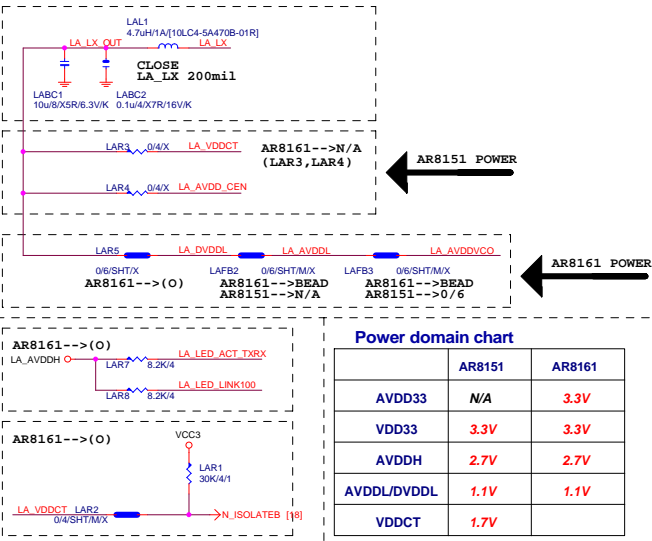 LAL1
4.7uH/1A/[10LC4-5A470B-01R]
LA_LX_OUT
LA_LX
CLOSE
LA_LX 200mil
LABC1
10u/8/X5R/6.3V/K
LABC2
0.1u/4/X7R/16V/K
LAR3
0/4/X
LA_VDDCT
AR8161-->N/A
(LAR3,LAR4)
LAR4
0/4/X
LA_AVDD_CEN
AR8151 POWER
LAR5
LA_DVDDL
LA_AVDDL
LA_AVDDVCO
0/6/SHT/X
LAFB2
0/6/SHT/M/X
LAFB3
0/6/SHT/M/X
AR8161-->(O)
AR8161-->BEAD
AR8151-->N/A
AR8161-->BEAD
AR8151-->0/6
AR8161 POWER
AR8161-->(O)
LA_AVDDH
LAR7
8.2K/4
LA_LED_ACT_TXRX
LAR8
8.2K/4
LA_LED_LINK100
AR8161-->(O)
VCC3
LAR1
30K/4/1
LA_VDDCT
LAR2
0/4/SHT/M/X
N_ISOLATEB [18]
Power domain chart
AR8151 AR8161
AVDD33 N/A 3.3V
VDD33 3.3V 3.3V
AVDDH 2.7V 2.7V
AVDDL/DVDDL 1.1V 1.1V
VDDCT 1.7V